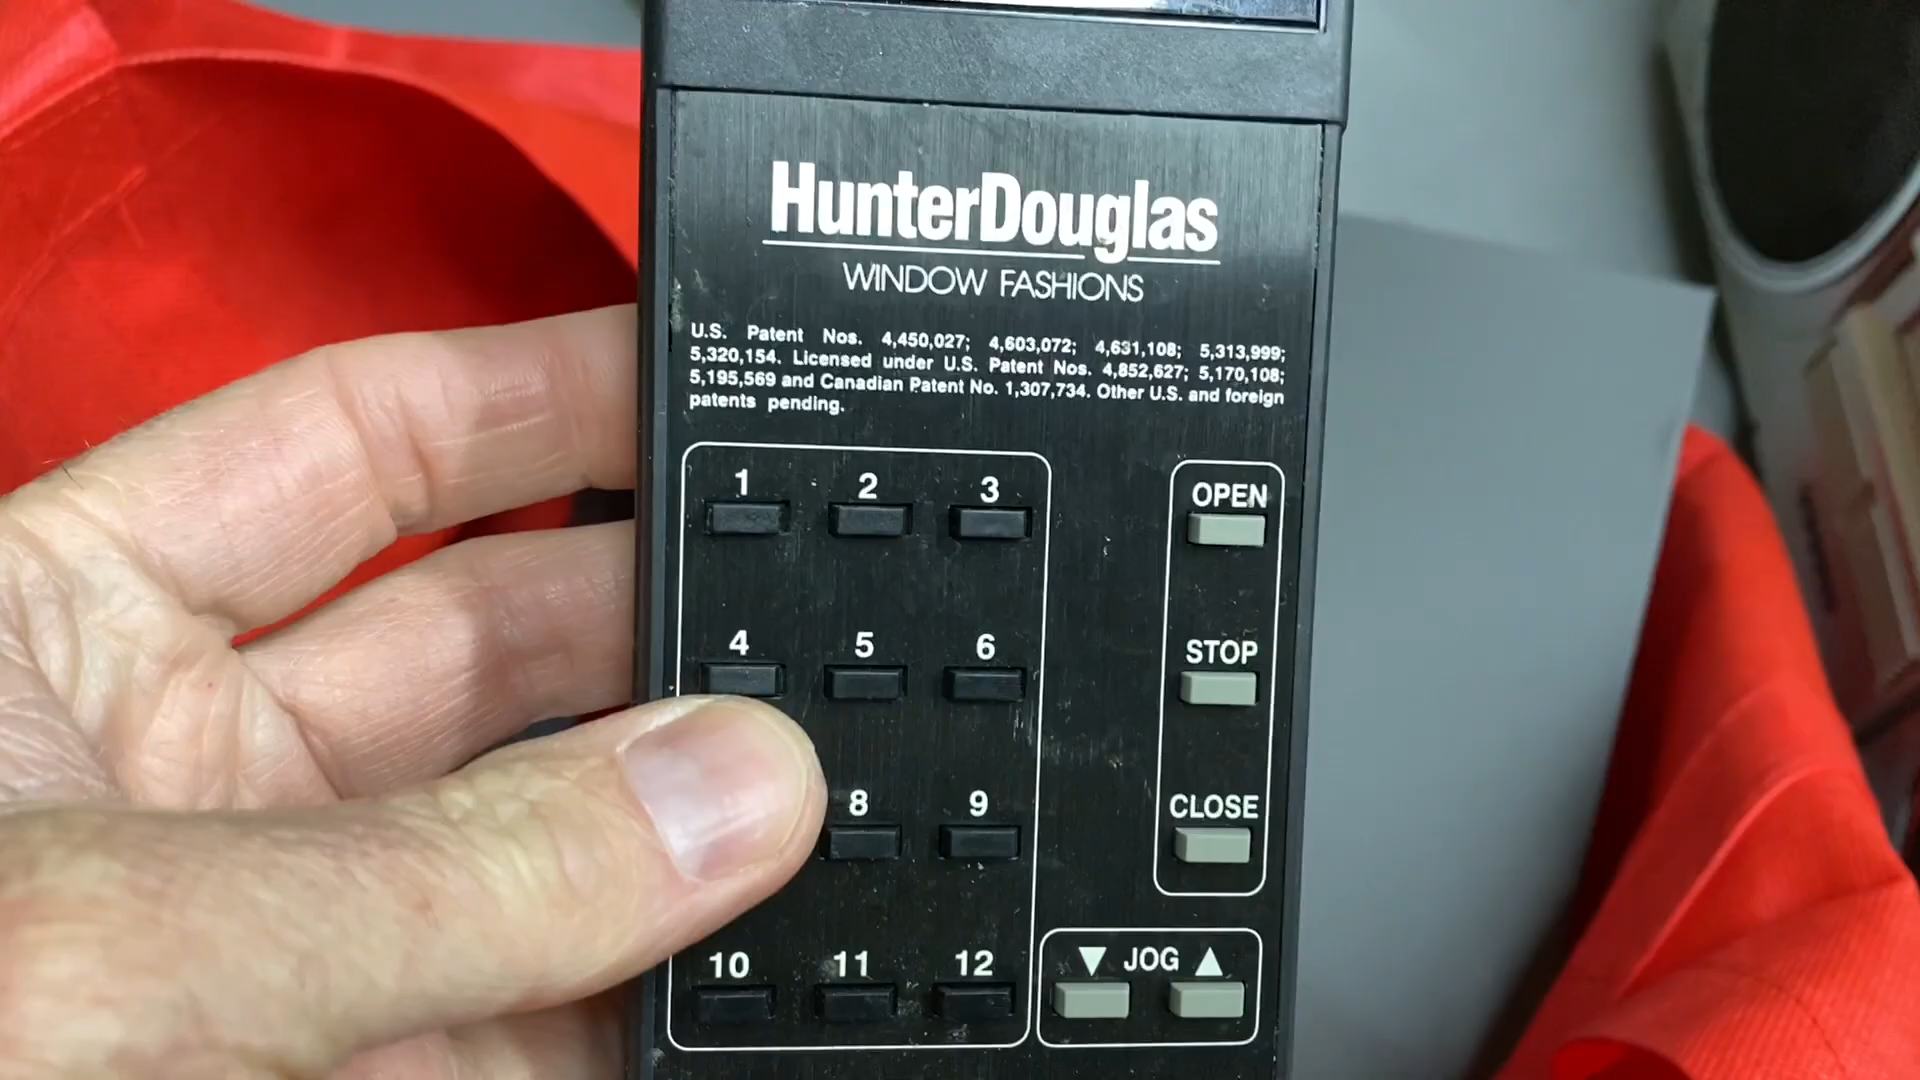 HunterDouglas
WINDOW FASHIONS
U.S. Patent Nos. 4,450,027; 4,603,072; 4,631,108; 5,313,999;
5,320,154. Licensed under U.S. Patent Nos. 4,852,627; 5,170,108;
5,195,569 and Canadian Patent No. 1,307,734. Other U.S. and foreign
patents pending.
1 2 3 OPEN
4 5 6 STOP
8 9 CLOSE
10 11 12 ▼ JOG ▲